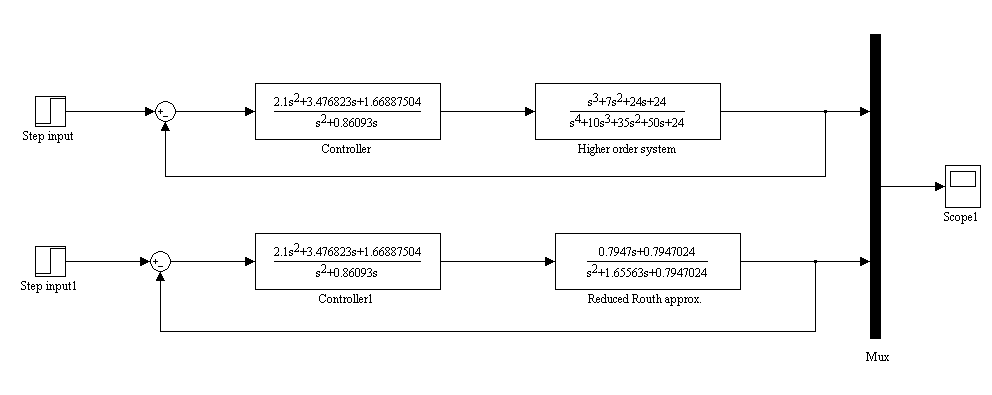 Step input
+
−
2.1s²+3.476823s+1.66887504
s²+0.86093s
Controller
s³+7s²+24s+24
s⁴+10s³+35s²+50s+24
Higher order system
Scope1
Step input1
+
−
2.1s²+3.476823s+1.66887504
s²+0.86093s
Controller1
0.7947s+0.7947024
s²+1.65563s+0.7947024
Reduced Routh approx.
Mux